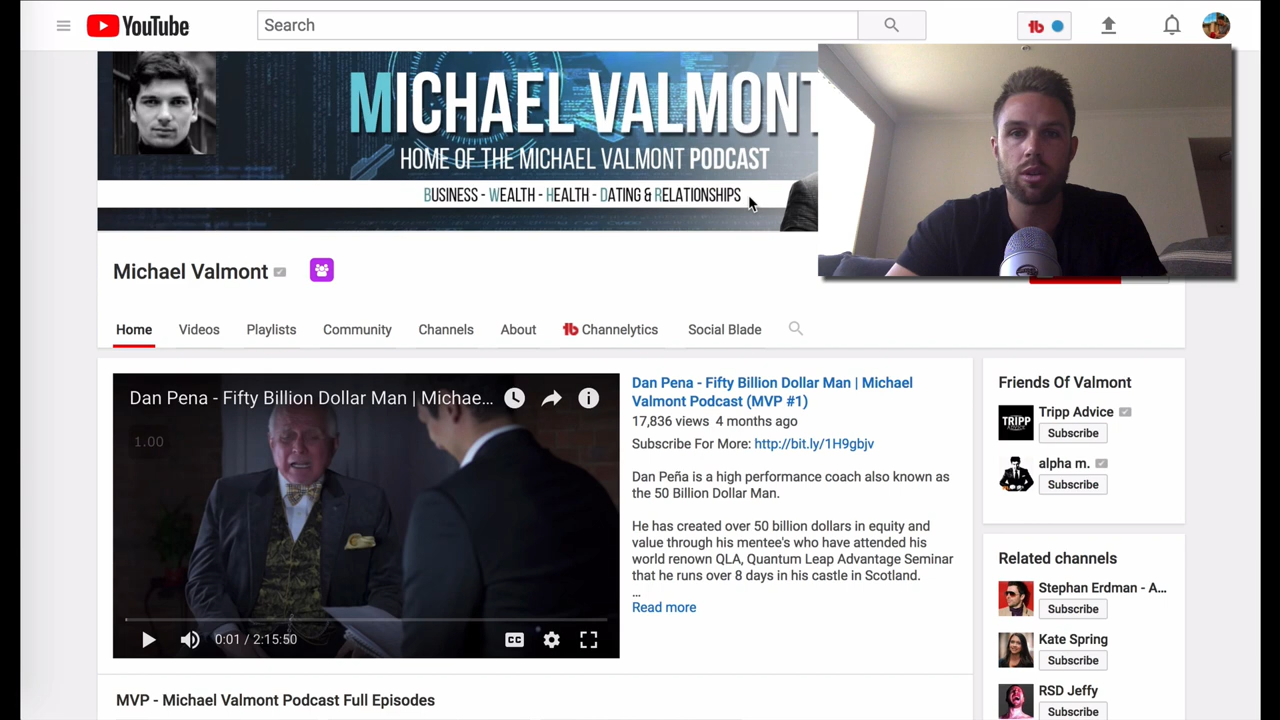 YouTube
Search
MICHAEL VALMONT
HOME OF THE MICHAEL VALMONT PODCAST
BUSINESS - WEALTH - HEALTH - DATING & RELATIONSHIPS
Michael Valmont
Home Videos Playlists Community Channels About Channelytics Social Blade
Dan Pena - Fifty Billion Dollar Man | Michae...
1.00
0:01 / 2:15:50
CC
Dan Pena - Fifty Billion Dollar Man | Michael
Valmont Podcast (MVP #1)
17,836 views 4 months ago
Subscribe For More: http://bit.ly/1H9gbjv
Dan Peña is a high performance coach also known as
the 50 Billion Dollar Man.
He has created over 50 billion dollars in equity and
value through his mentee's who have attended his
world renown QLA, Quantum Leap Advantage Seminar
that he runs over 8 days in his castle in Scotland.
...
Read more
Friends Of Valmont
TRIPP
ADVICE
Tripp Advice
Subscribe
alpha m.
Subscribe
Related channels
Stephan Erdman - A...
Subscribe
Kate Spring
Subscribe
RSD Jeffy
Subscribe
MVP - Michael Valmont Podcast Full Episodes